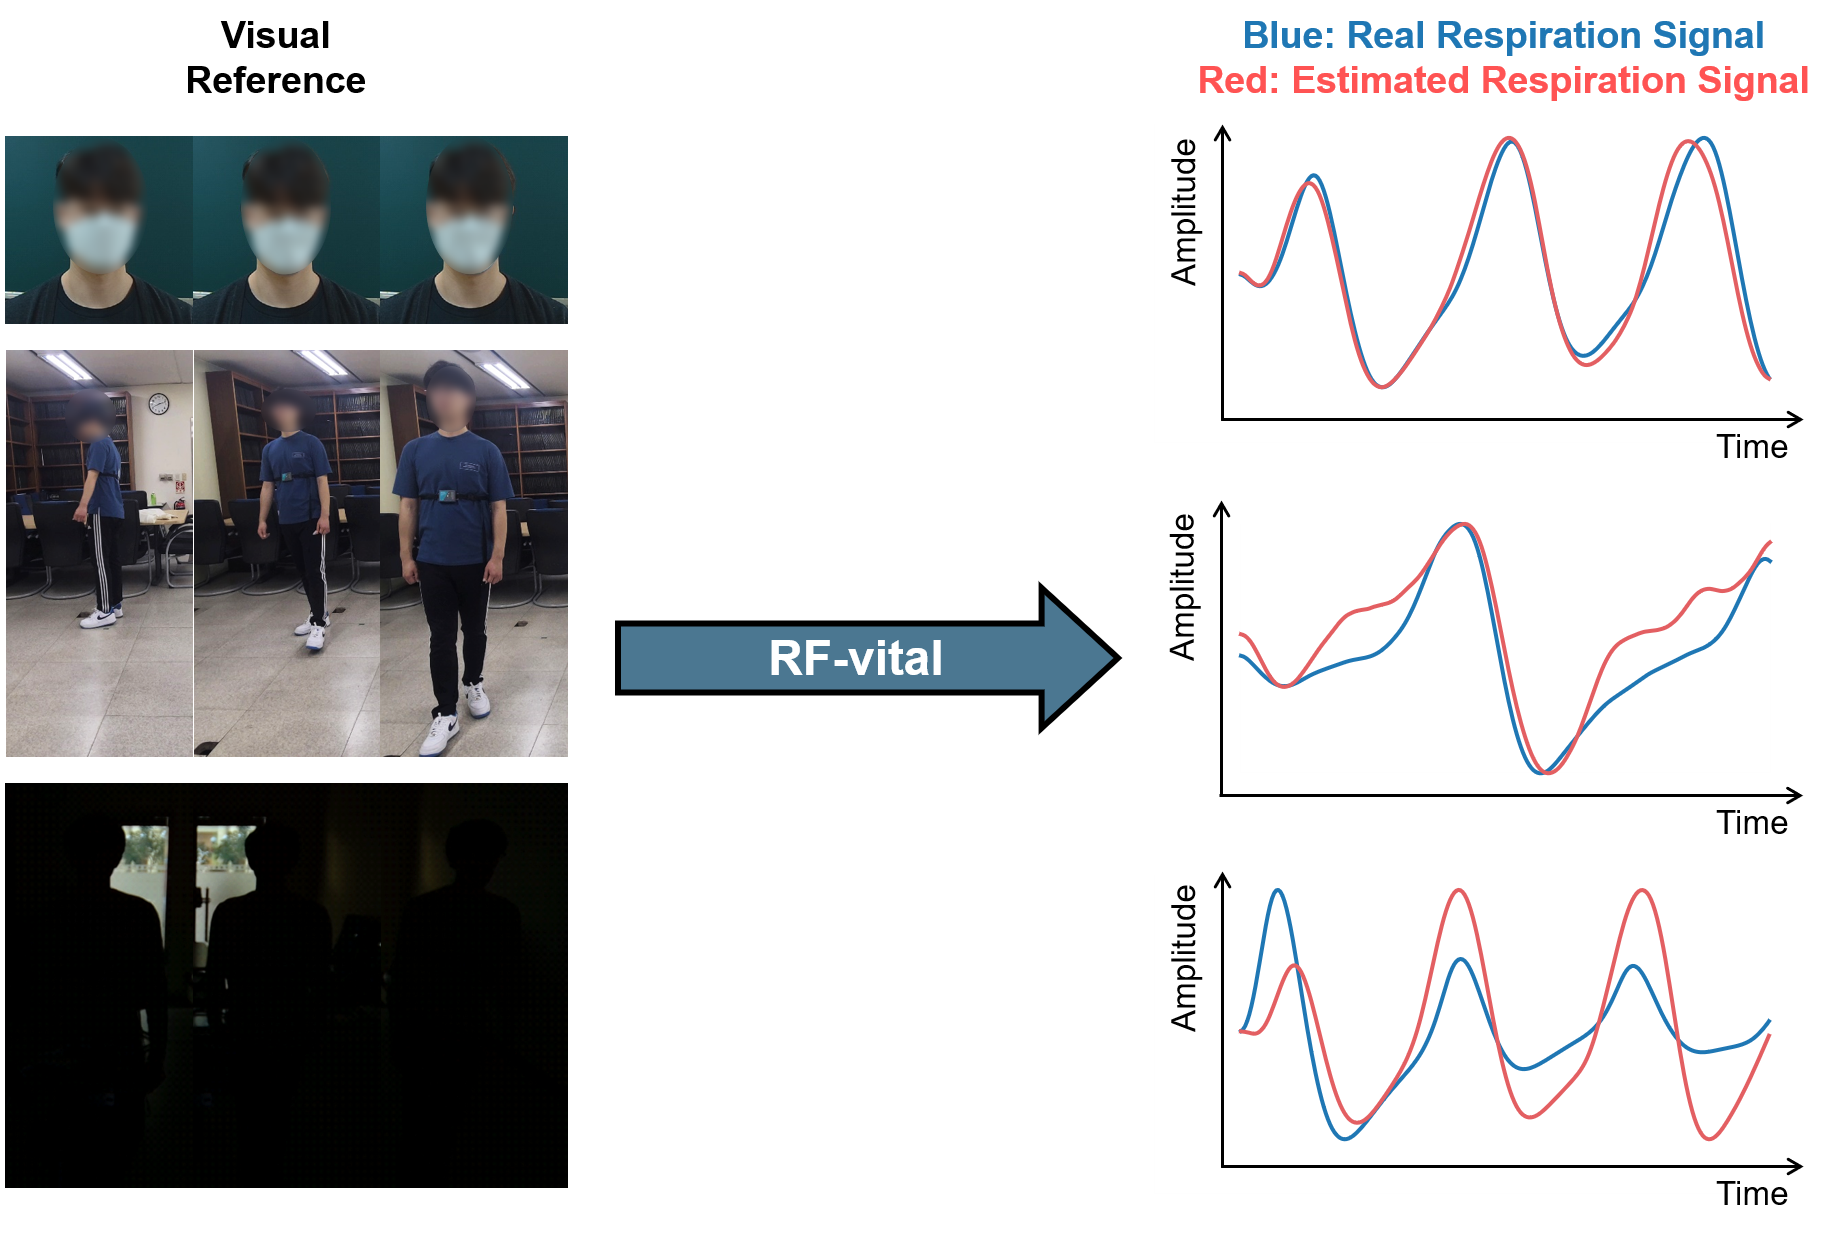 Visual
Reference
Blue: Real Respiration Signal
Red: Estimated Respiration Signal
Amplitude
Time
RF-vital
Amplitude
Time
Amplitude
Time